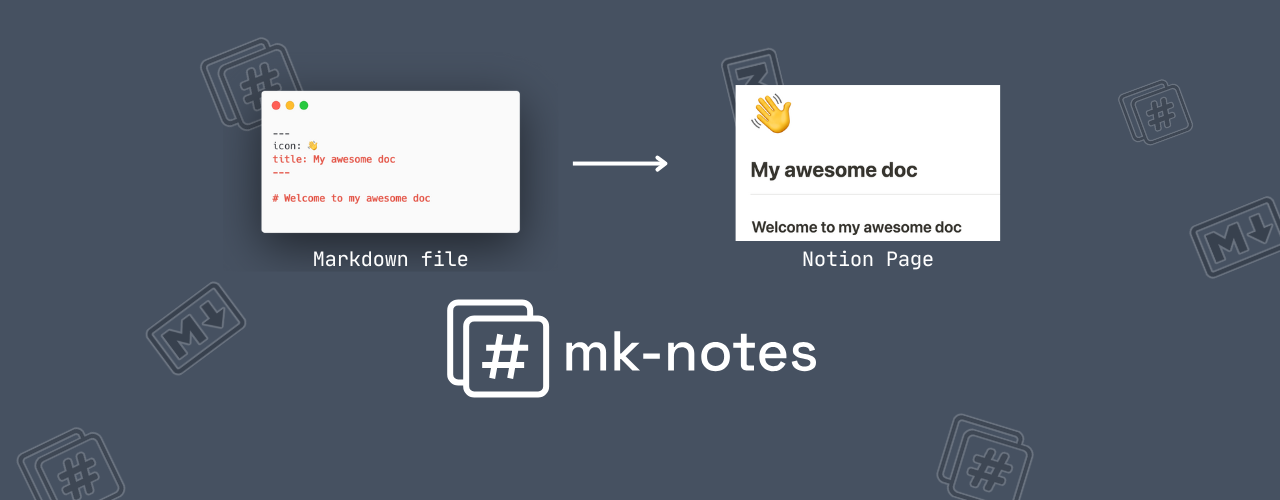 ---
icon: 👋
title: My awesome doc
---
# Welcome to my awesome doc
Markdown file
My awesome doc
Welcome to my awesome doc
Notion Page
# mk-notes